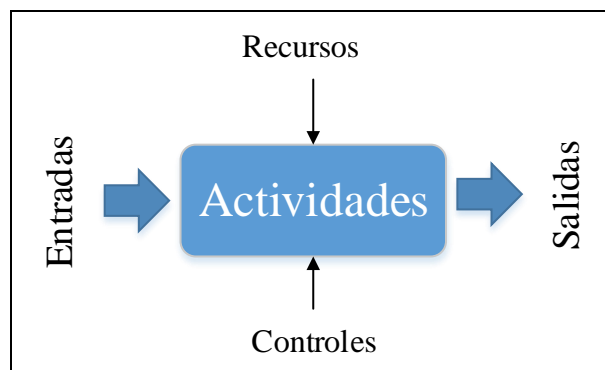 Recursos
Entradas
Actividades
Salidas
Controles